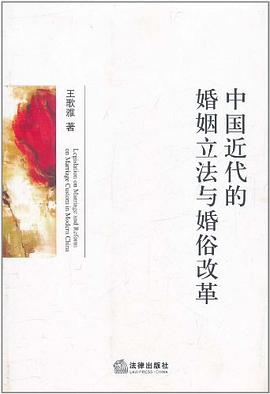 中国近代的
婚姻立法与婚俗改革
王歌雅 著
Legislation on Marriage and Reform
on Marriage Customs in Modern China
法律出版社
LAW PRESS·CHINA